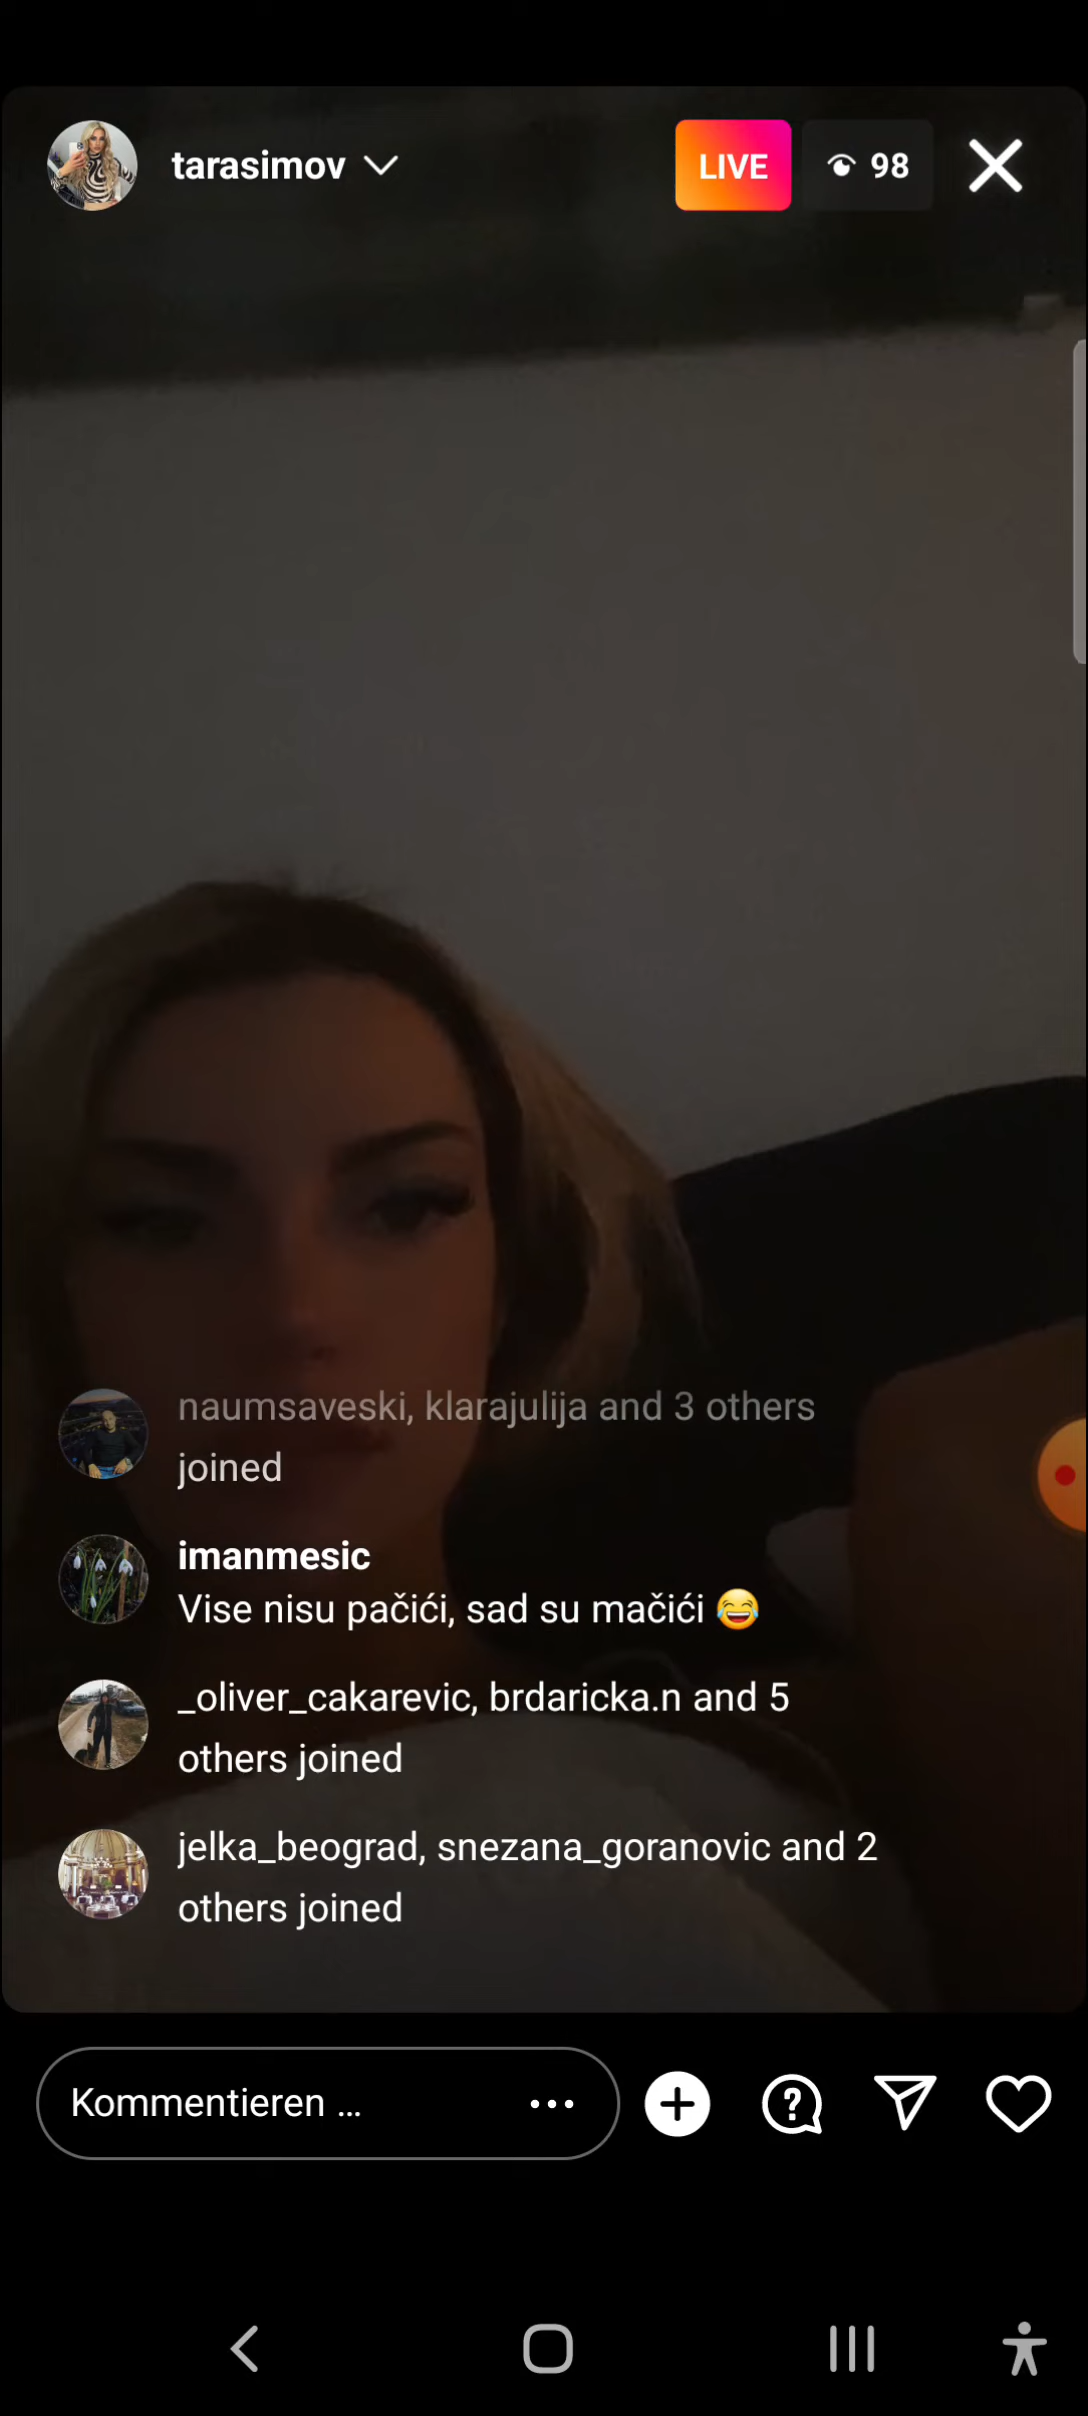 tarasimov
LIVE
98
naumsaveski, klarajulija and 3 others
joined
imanmesic
Vise nisu pačići, sad su mačići 😂
_oliver_cakarevic, brdaricka.n and 5
others joined
jelka_beograd, snezana_goranovic and 2
others joined
Kommentieren ...